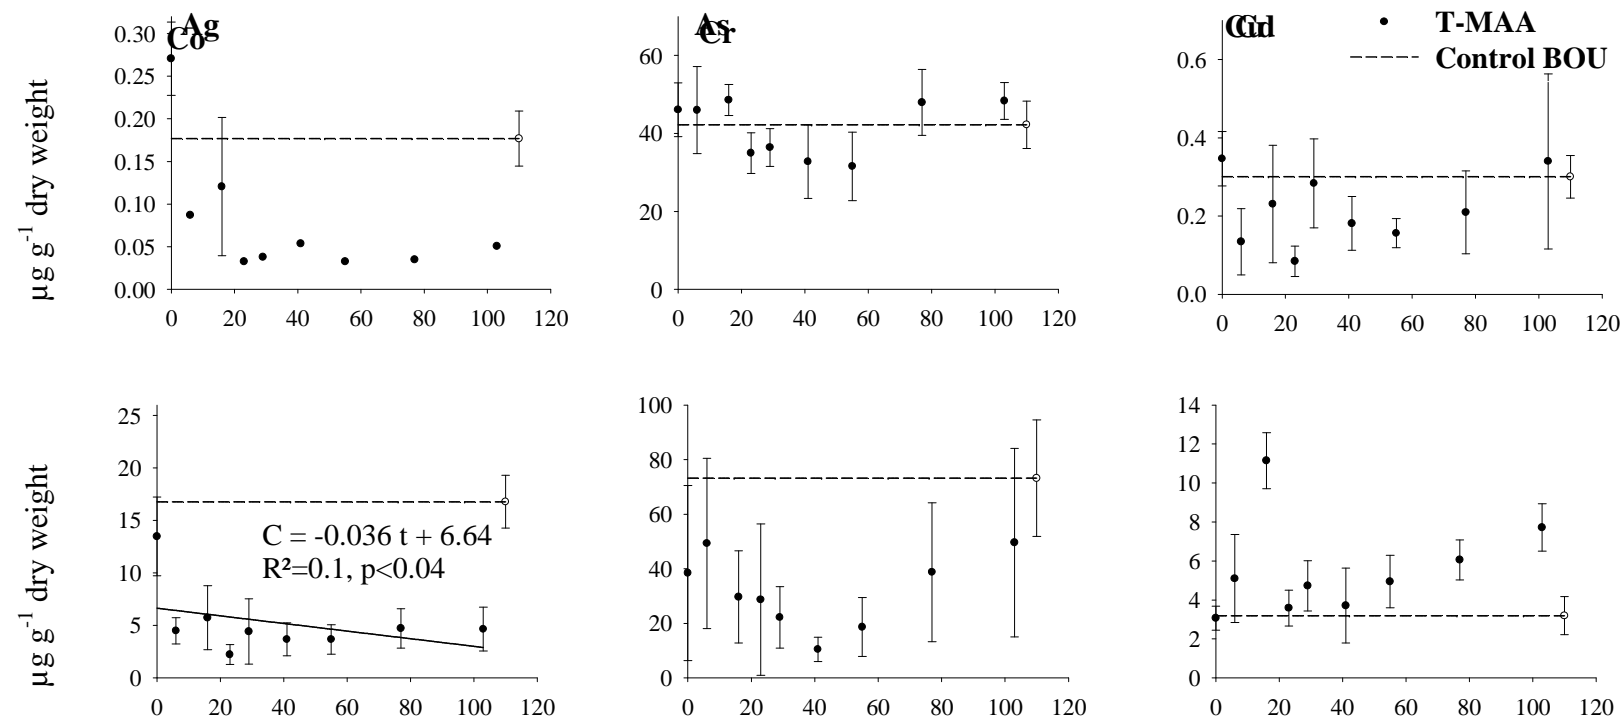 Ag
Co
As
Cr
Cd
Cu
T-MAA
Control BOU
µg g-1 dry weight
0.30
0.25
0.20
0.15
0.10
0.05
0.00
0 20 40 60 80 100 120
60
40
20
0
0 20 40 60 80 100 120
0.6
0.4
0.2
0.0
0 20 40 60 80 100 120
µg g-1 dry weight
25
20
15
10
5
0
C = -0.036 t + 6.64
R²=0.1, p<0.04
0 20 40 60 80 100 120
100
80
60
40
20
0
0 20 40 60 80 100 120
14
12
10
8
6
4
2
0
0 20 40 60 80 100 120